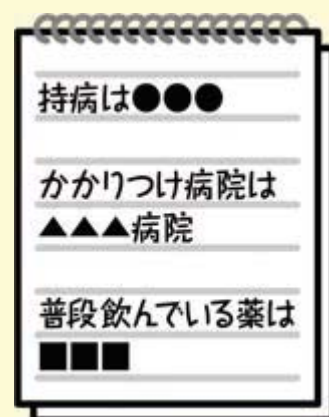 持病は●●●
かかりつけ病院は
▲▲▲病院
普段飲んでいる薬は
■■■